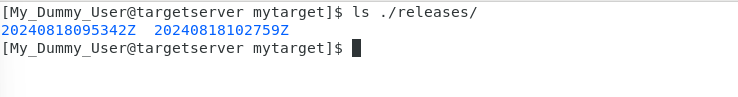 [My_Dummy_User@targetserver mytarget]$ ls ./releases/
20240818095342Z  20240818102759Z
[My_Dummy_User@targetserver mytarget]$